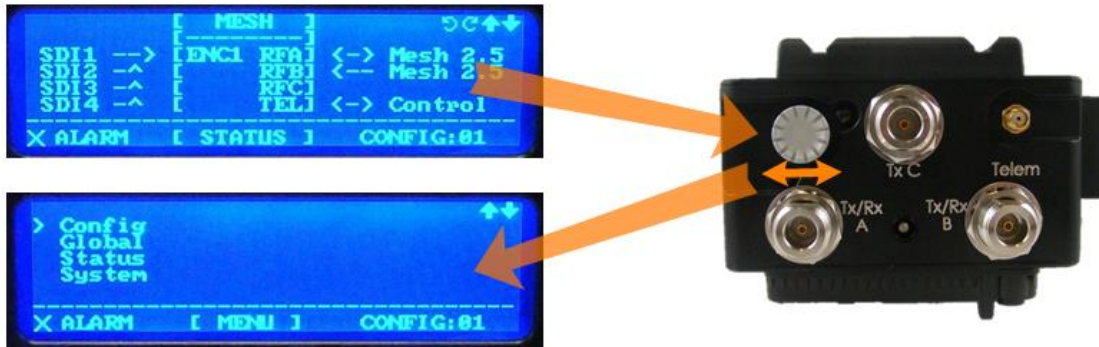 [ MESH ]
[--------]
SDI1 --> [ENC1 RFA] <-> Mesh 2.5
SDI2 -^ [ RFB] <-- Mesh 2.5
SDI3 -^ [ RFC]
SDI4 -^ [ TEL] <-> Control
X ALARM [ STATUS ] CONFIG:01
> Config
Global
Status
System
X ALARM [ MENU ] CONFIG:01
Tx C
Telem
Tx/Rx
A
Tx/Rx
B